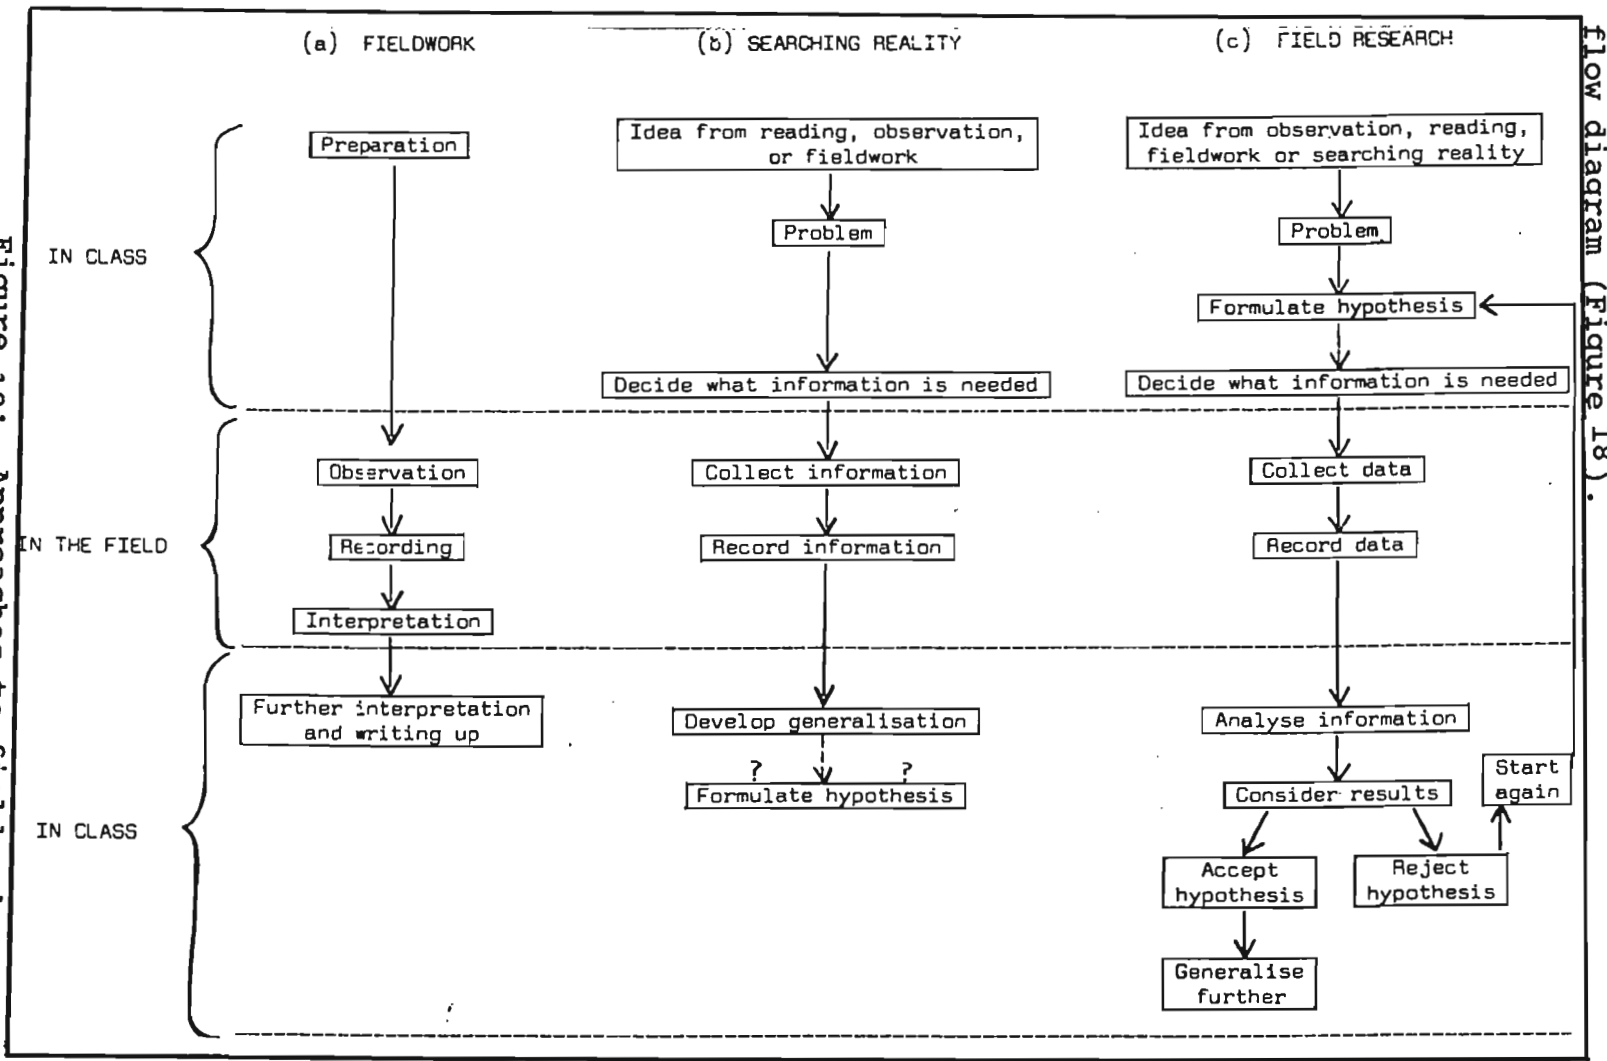 flow diagram (Figure 18).
(a) FIELDWORK
(b) SEARCHING REALITY
(c) FIELD RESEARCH
IN CLASS
Preparation
Idea from reading, observation,
or fieldwork
Idea from observation, reading,
fieldwork or searching reality
Problem
Problem
Formulate hypothesis
Decide what information is needed
Decide what information is needed
IN THE FIELD
Observation
Collect information
Collect data
Recording
Record information
Record data
Interpretation
IN CLASS
Further interpretation
and writing up
Develop generalisation
Analyse information
? ?
Formulate hypothesis
Consider results
Start
again
Accept
hypothesis
Reject
hypothesis
Generalise
further